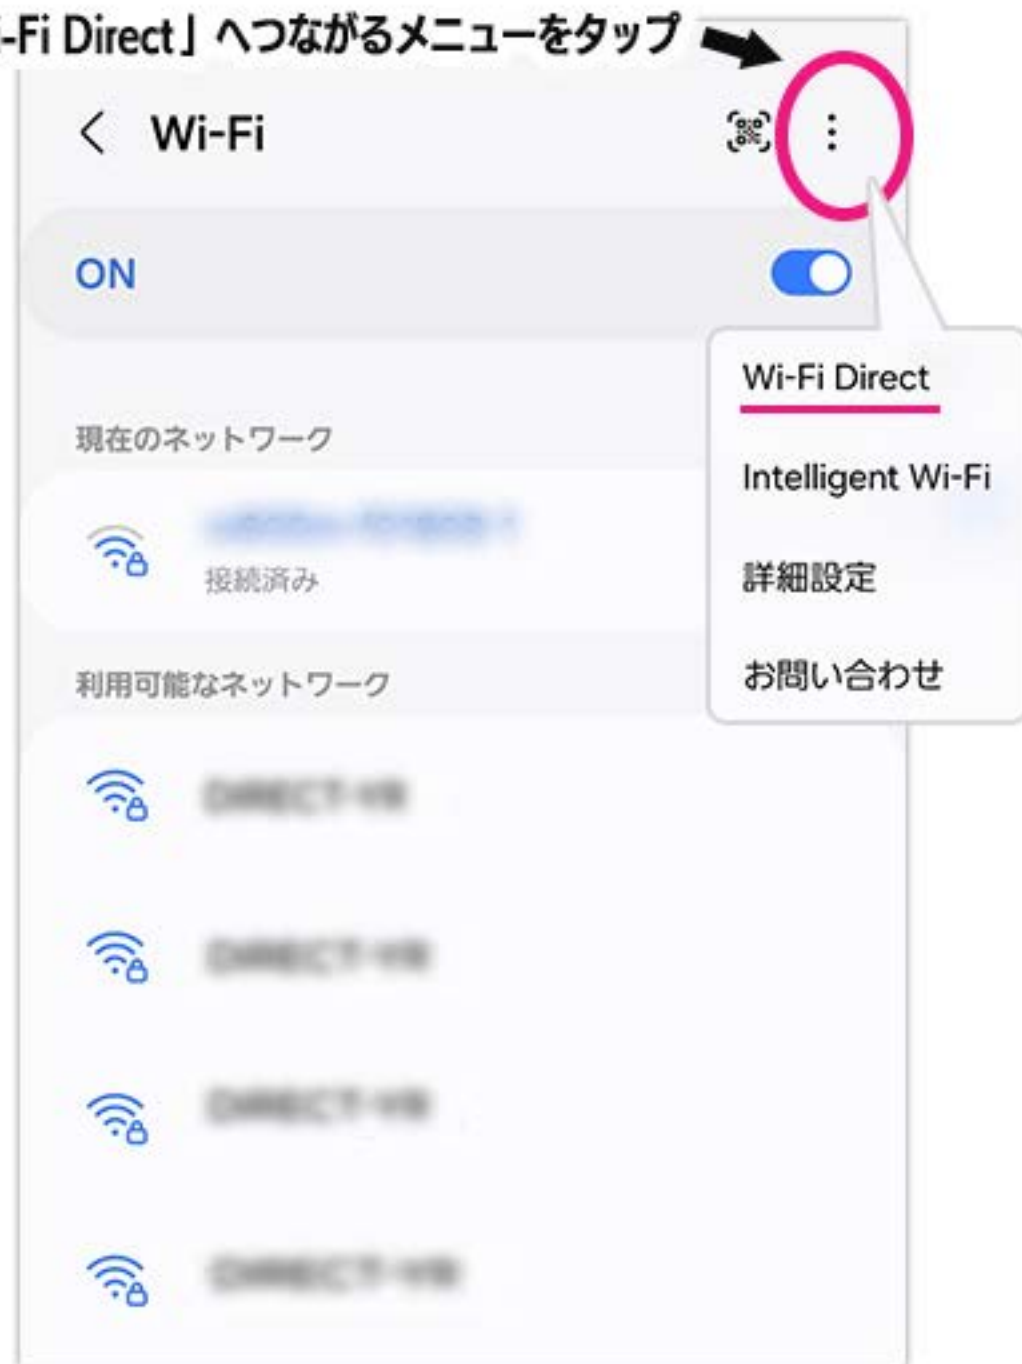 -Fi Direct」へつながるメニューをタップ
Wi-Fi
ON
Wi-Fi Direct
Intelligent Wi-Fi
詳細設定
お問い合わせ
現在のネットワーク
接続済み
利用可能なネットワーク